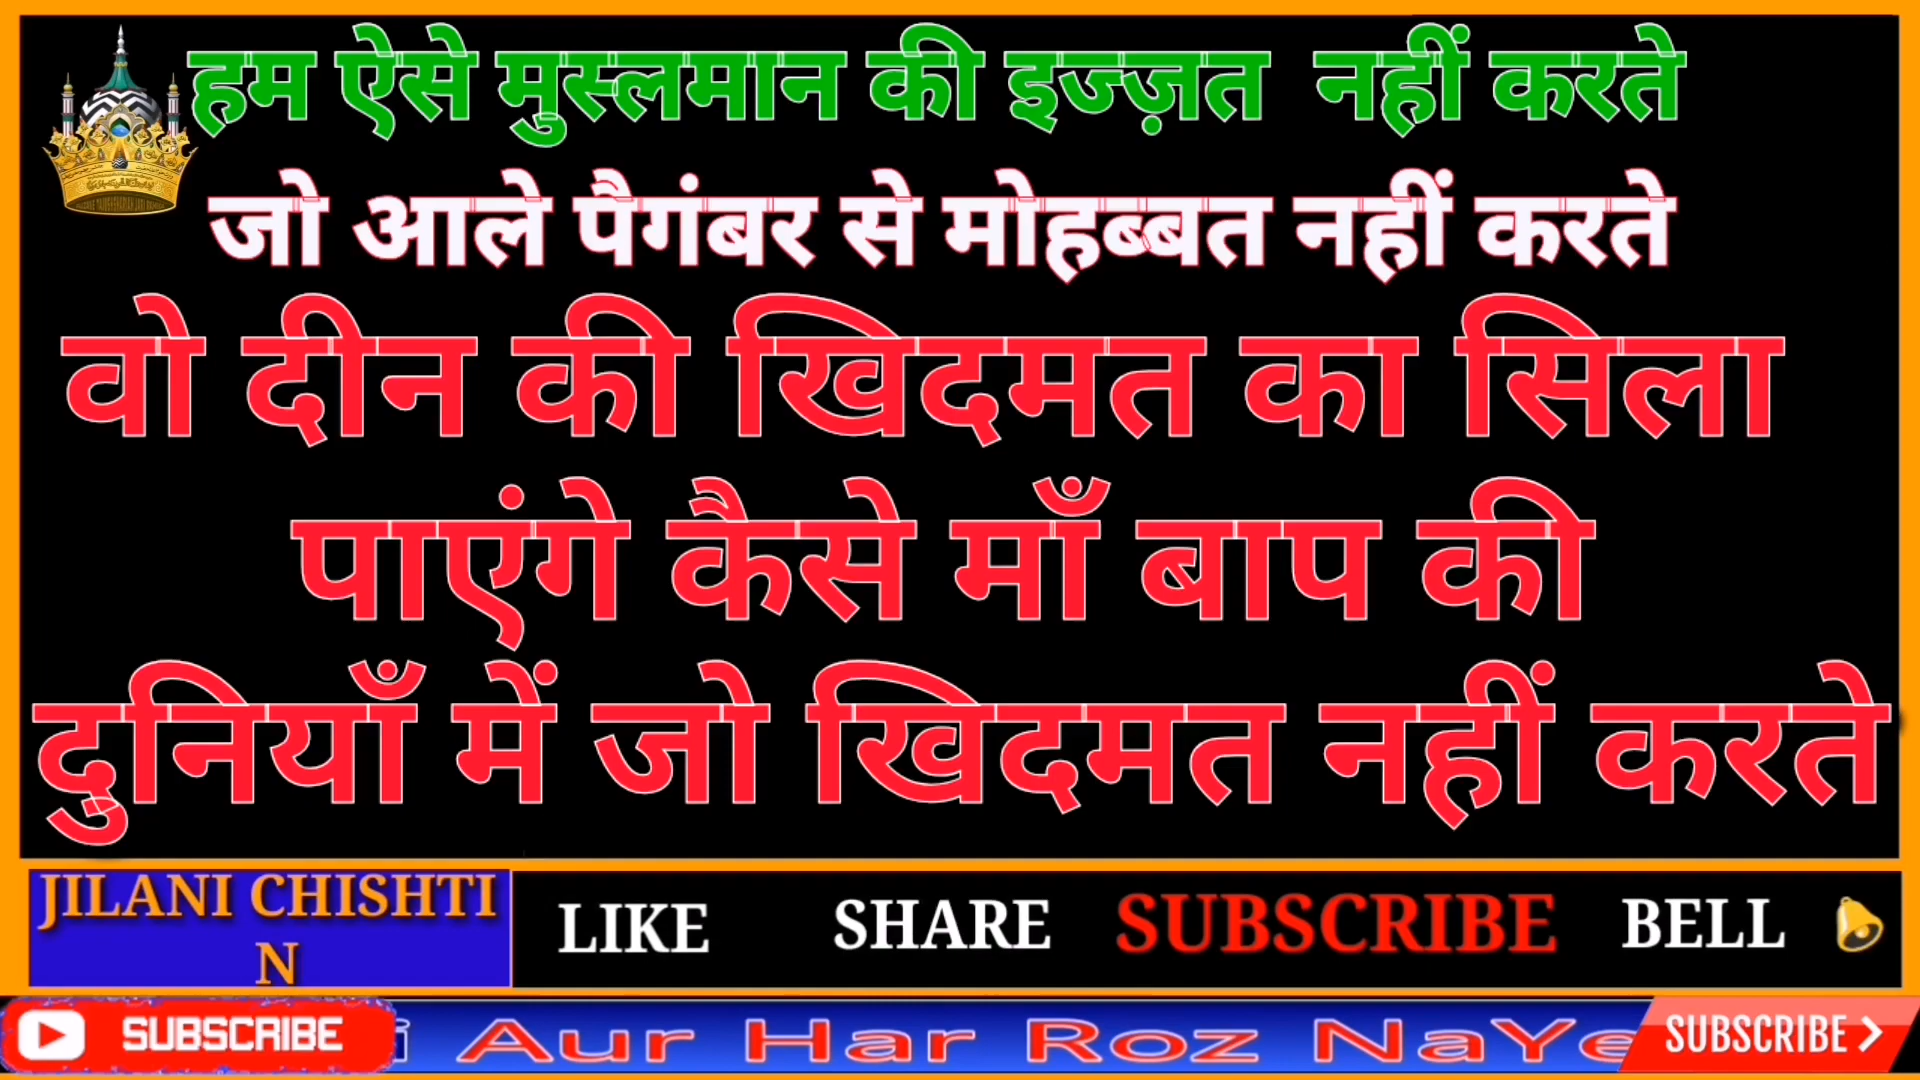 हम ऐसे मुस्लमान की इज्ज़त नहीं करते
जो आले पैगंबर से मोहब्बत नहीं करते
वो दीन की खिदमत का सिला
पाएंगे कैसे माँ बाप की
दुनियाँ में जो खिदमत नहीं करते
JILANI CHISHTI
N
LIKE SHARE SUBSCRIBE BELL
SUBSCRIBE i Aur Har Roz NaYe SUBSCRIBE